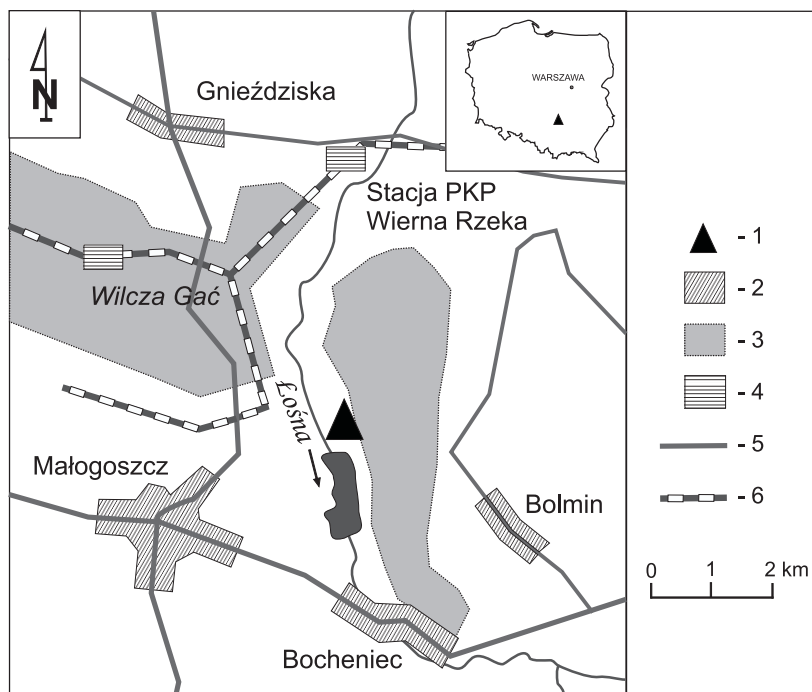 N
WARSZAWA
Gnieździska
Stacja PKP
Wierna Rzeka
Wilcza Gać
Łośna
Małogoszcz
Bolmin
Bocheniec
- 1
- 2
- 3
- 4
- 5
- 6
0 1 2 km